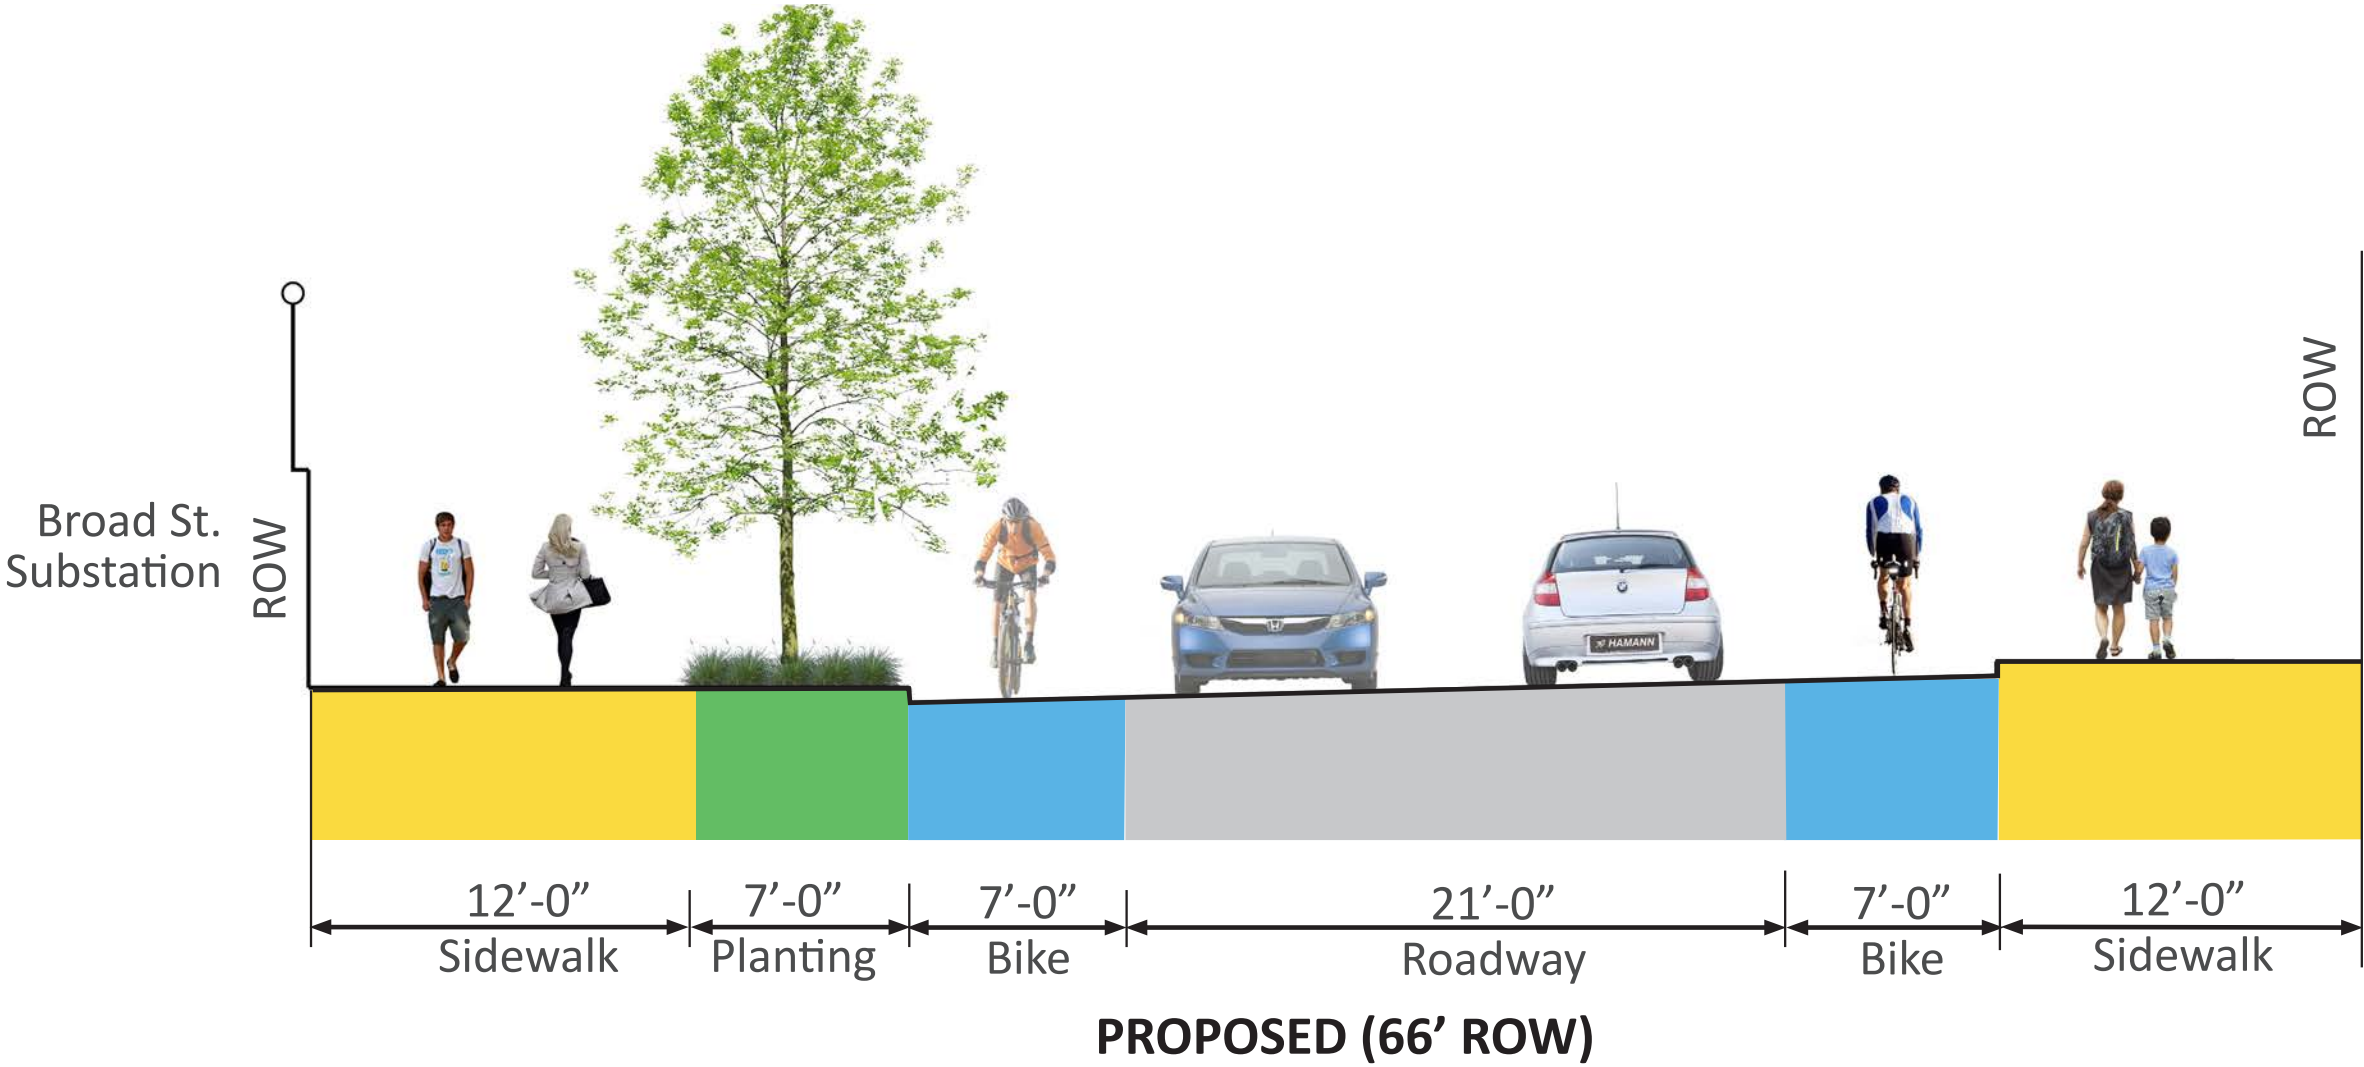 ROW
ROW
Broad St.
Substation
HAMANN
12’-0”
7’-0”
7’-0”
21’-0”
7’-0”
12’-0”
Sidewalk
Planting
Bike
Roadway
Bike
Sidewalk
PROPOSED (66’ ROW)